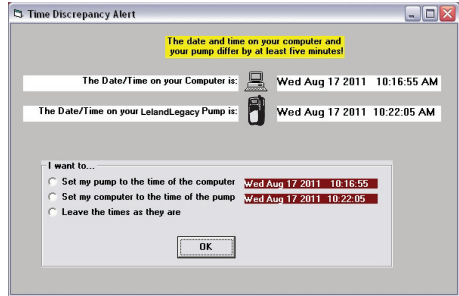 Time Discrepancy Alert
The date and time on your computer and
your pump differ by at least five minutes!
The Date/Time on your Computer is: Wed Aug 17 2011 10:16:55 AM
The Date/Time on your LelandLegacy Pump is: Wed Aug 17 2011 10:22:05 AM
I want to...
Set my pump to the time of the computer Wed Aug 17 2011 10:16:55
Set my computer to the time of the pump Wed Aug 17 2011 10:22:05
Leave the times as they are
OK